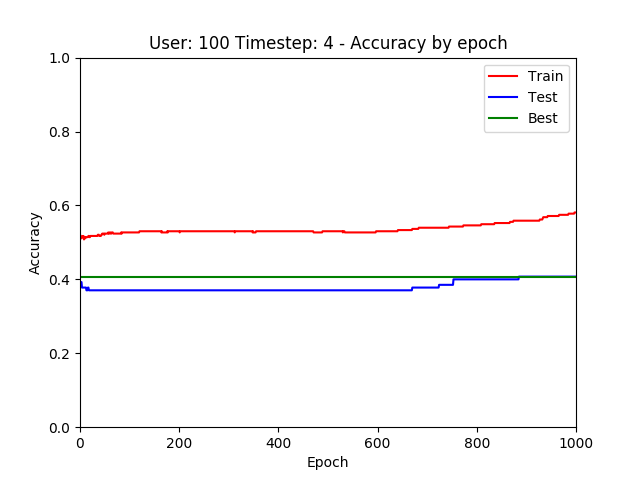 User: 100 Timestep: 4 - Accuracy by epoch
1.0
0.8
0.6
0.4
0.2
0.0
Accuracy
Train
Test
Best
0 200 400 600 800 1000
Epoch